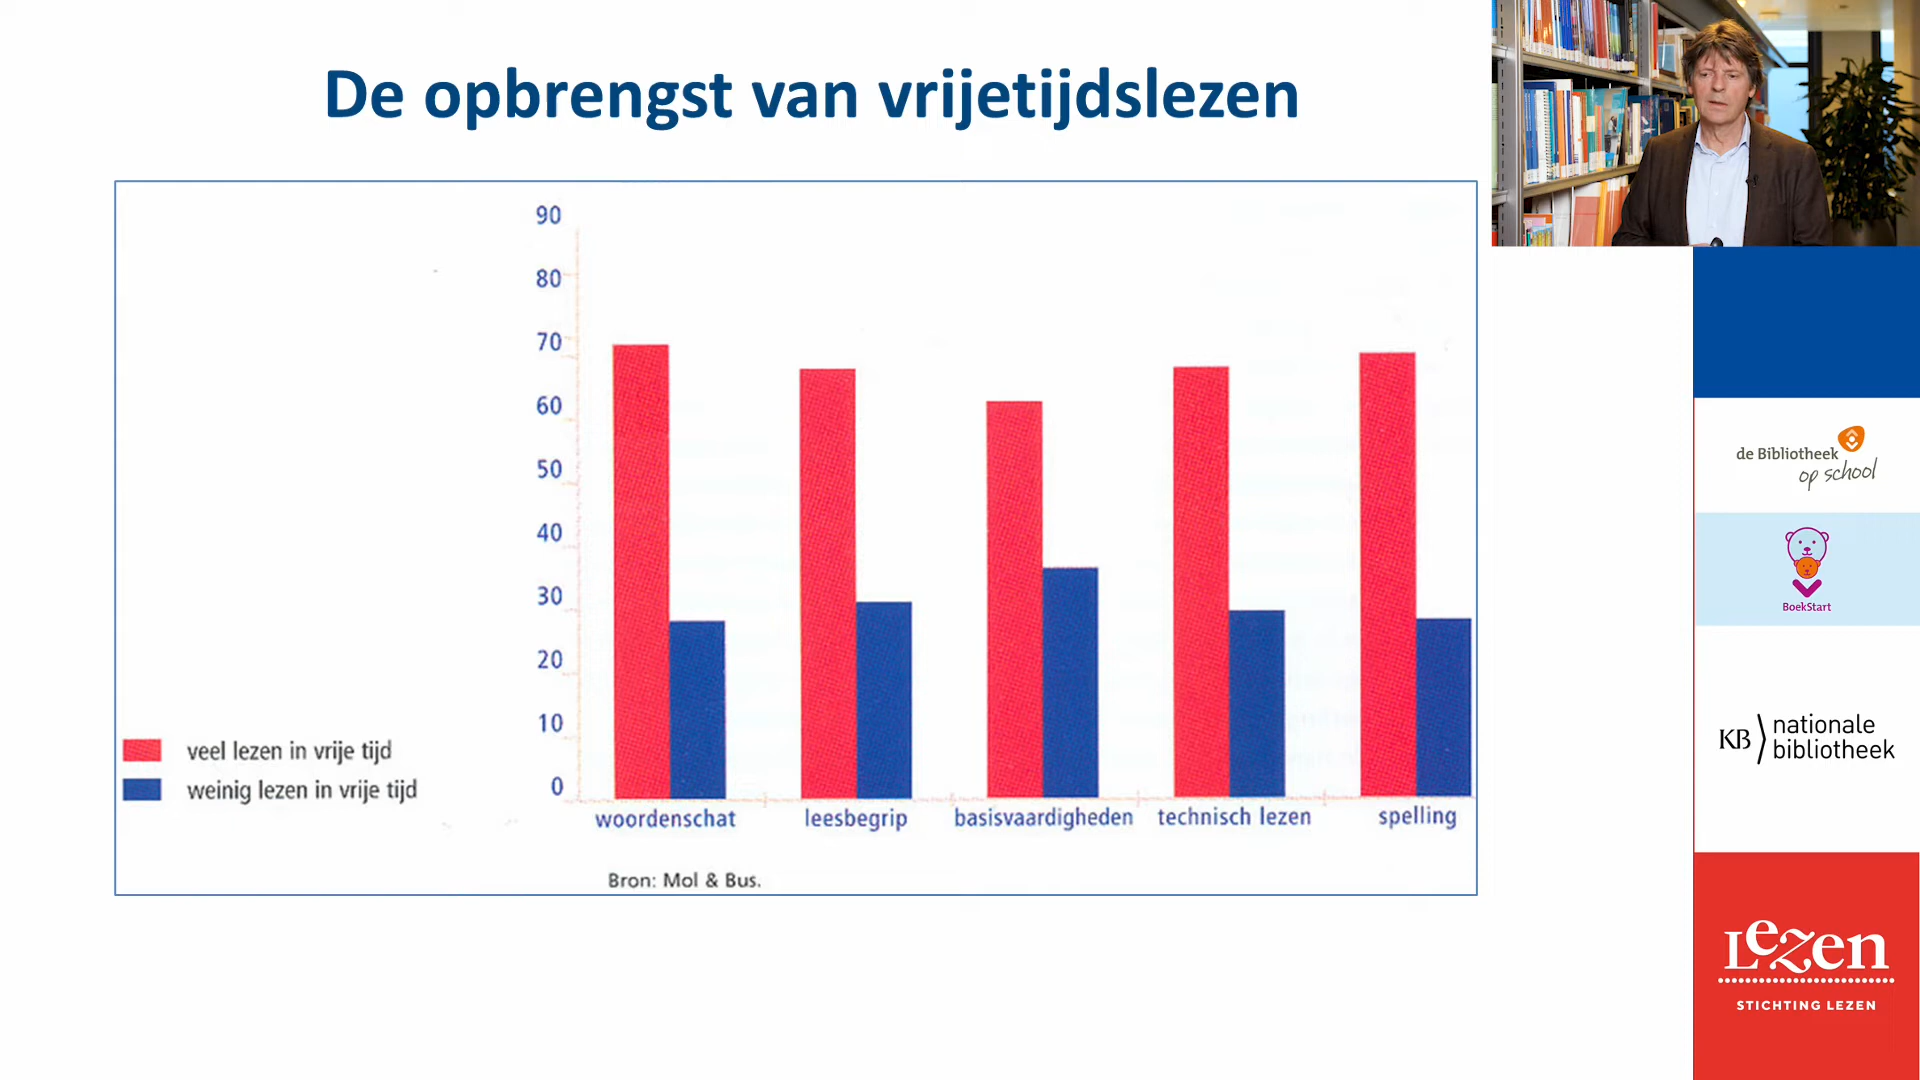 De opbrengst van vrijetijdslezen
90
80
70
60
50
40
30
20
10
0
veel lezen in vrije tijd
weinig lezen in vrije tijd
woordenschat
leesbegrip
basisvaardigheden
technisch lezen
spelling
Bron: Mol & Bus.
de Bibliotheek
op school
BoekStart
KB nationale
bibliotheek
Lezen
STICHTING LEZEN